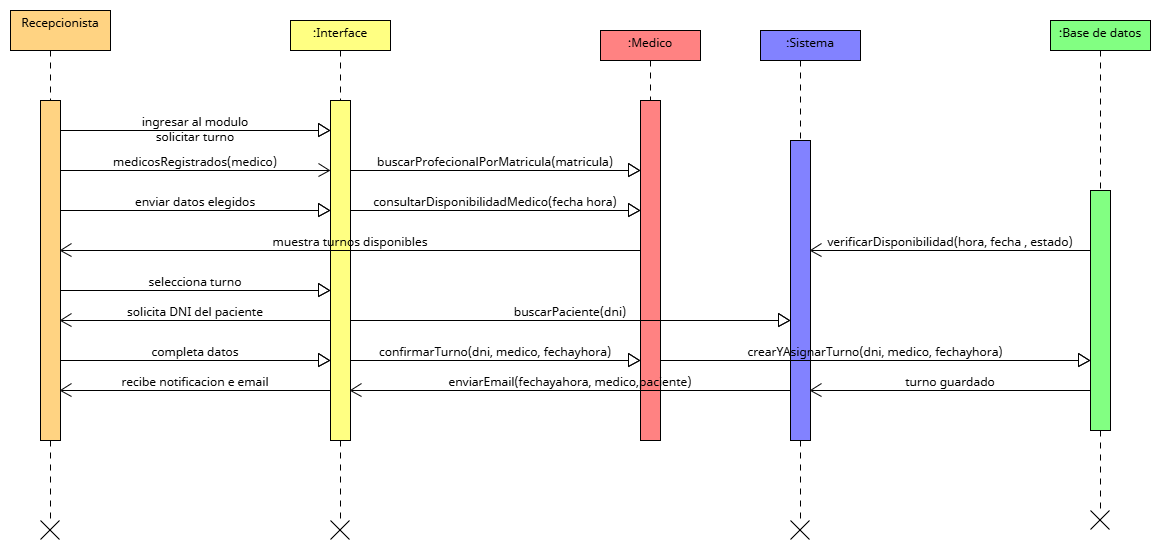 Recepcionista
:Interface
:Medico
:Sistema
:Base de datos
ingresar al modulo
solicitar turno
medicosRegistrados(medico)
buscarProfecionalPorMatricula(matricula)
enviar datos elegidos
consultarDisponibilidadMedico(fecha hora)
muestra turnos disponibles
verificarDisponibilidad(hora, fecha , estado)
selecciona turno
solicita DNI del paciente
buscarPaciente(dni)
completa datos
confirmarTurno(dni, medico, fechayhora)
crearYAsignarTurno(dni, medico, fechayhora)
recibe notificacion e email
enviarEmail(fechayahora, medico,paciente)
turno guardado